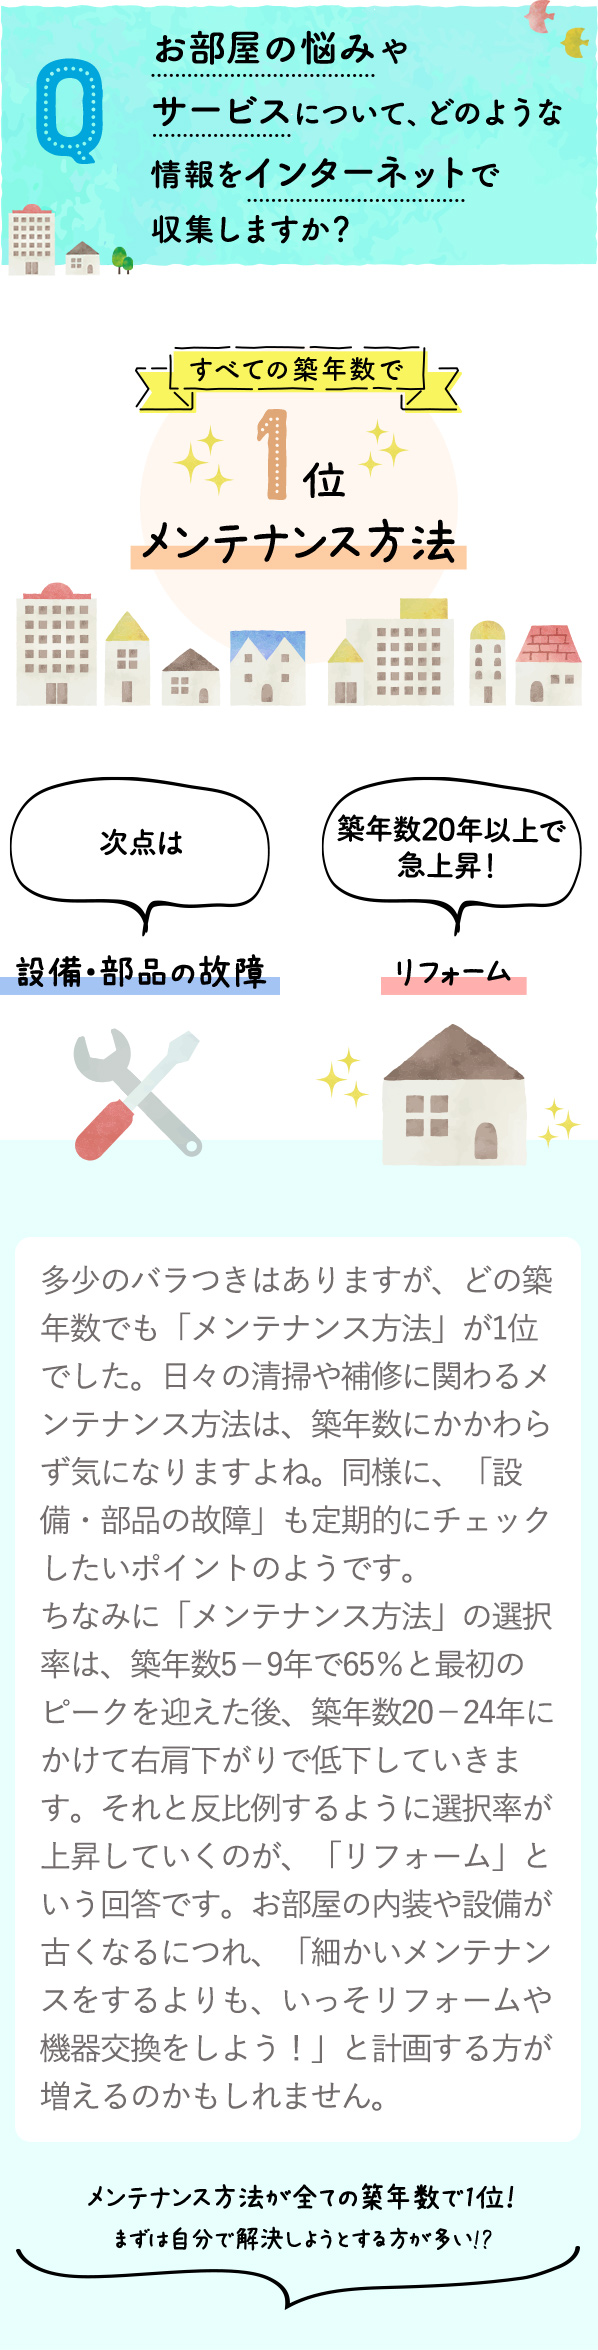 Q
お部屋の悩みや
サービスについて、どのような
情報をインターネットで
収集しますか?
すべての築年数で
1位
メンテナンス方法
次点は
設備・部品の故障
築年数20年以上で
急上昇!
リフォーム
多少のバラつきはありますが、どの築
年数でも「メンテナンス方法」が1位
でした。日々の清掃や補修に関わるメ
ンテナンス方法は、築年数にかかわら
ず気になりますよね。同様に、「設
備・部品の故障」も定期的にチェック
したいポイントのようです。
ちなみに「メンテナンス方法」の選択
率は、築年数5－9年で65％と最初の
ピークを迎えた後、築年数20－24年に
かけて右肩下がりで低下していきま
す。それと反比例するように選択率が
上昇していくのが、「リフォーム」と
いう回答です。お部屋の内装や設備が
古くなるにつれ、「細かいメンテナン
スをするよりも、いっそリフォームや
機器交換をしよう！」と計画する方が
増えるのかもしれません。
メンテナンス方法が全ての築年数で1位!
まずは自分で解決しようとする方が多い!?